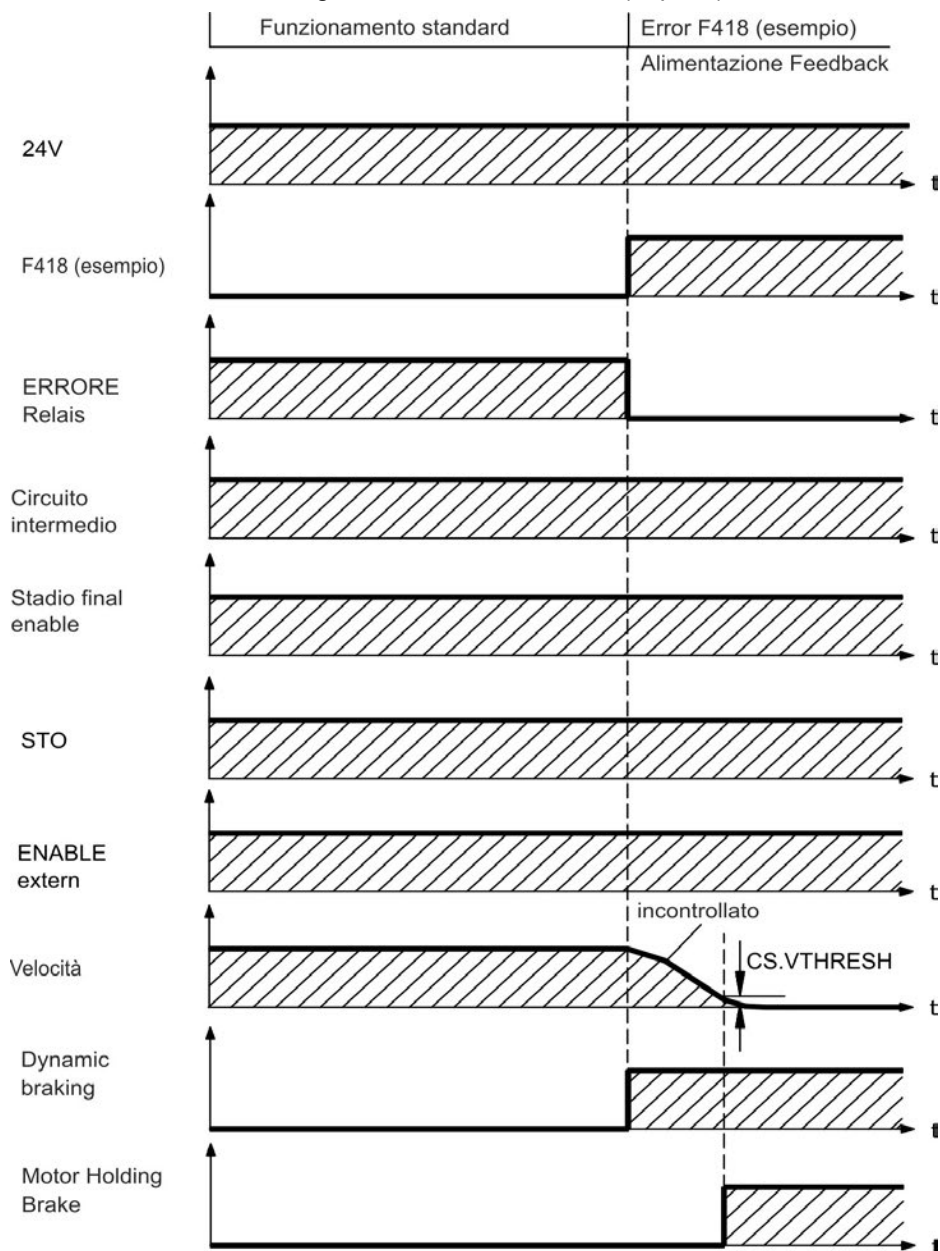 Funzionamento standard
Error F418 (esempio)
Alimentazione Feedback
24V
t
F418 (esempio)
t
ERRORE
Relais
t
Circuito
intermedio
t
Stadio final
enable
t
STO
t
ENABLE
extern
t
incontrollato
Velocità
CS.VTHRESH
t
Dynamic
braking
t
Motor Holding
Brake
t